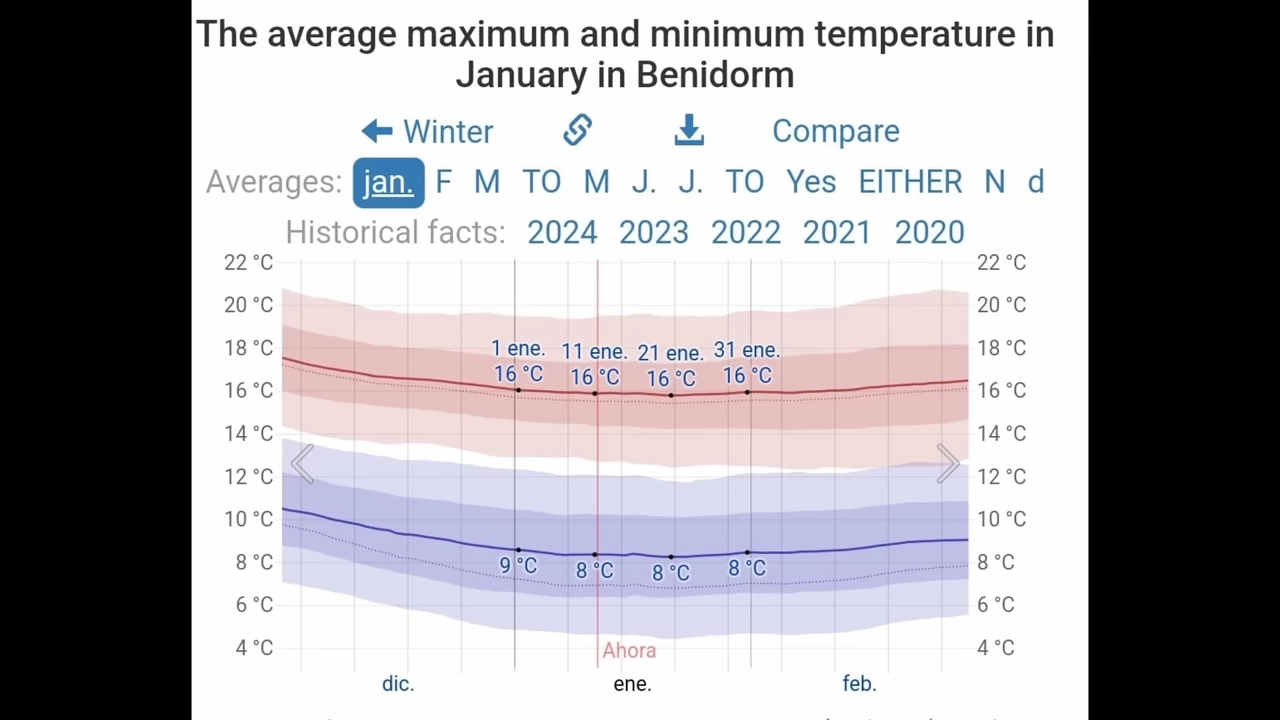 The average maximum and minimum temperature in
January in Benidorm
Winter Compare
Averages: jan. F M TO M J. J. TO Yes EITHER N d
Historical facts: 2024 2023 2022 2021 2020
22 °C 22 °C
20 °C 20 °C
18 °C 1 ene. 11 ene. 21 ene. 31 ene. 18 °C
16 °C 16 °C 16 °C 16 °C
16 °C 16 °C
14 °C 14 °C
12 °C 12 °C
10 °C 10 °C
8 °C 9 °C 8 °C 8 °C 8 °C 8 °C
6 °C 6 °C
4 °C Ahora 4 °C
dic. ene. feb.